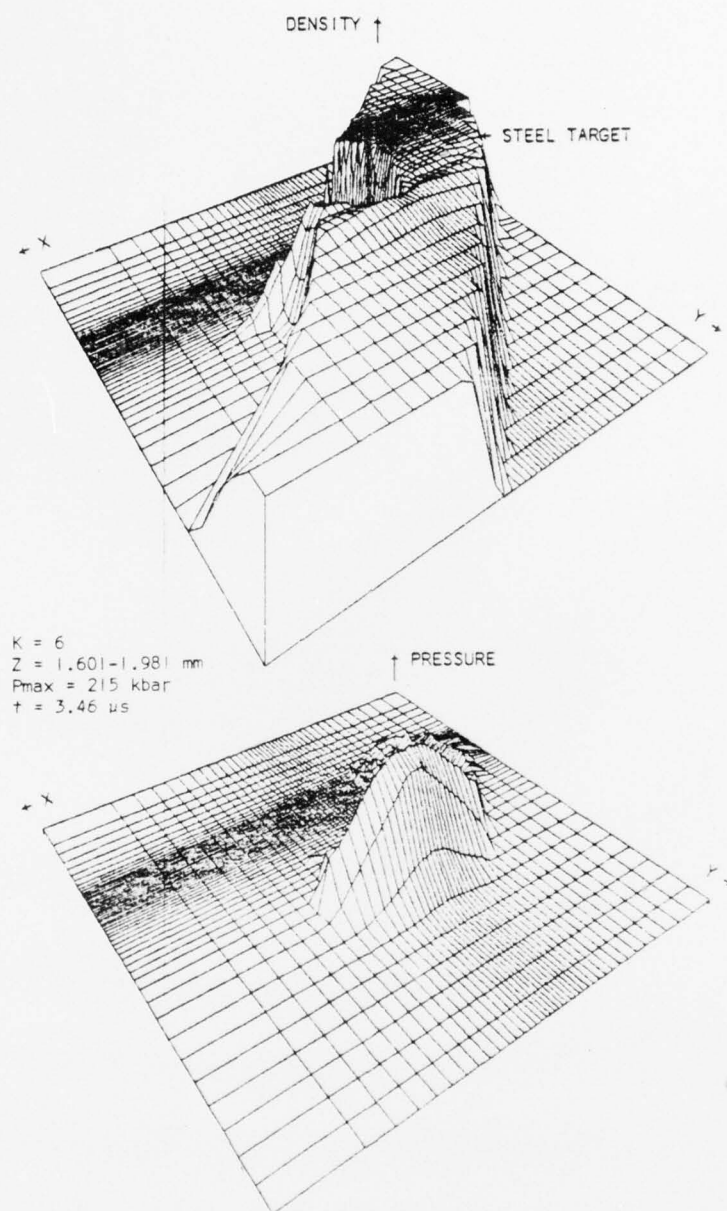 DENSITY ↑
← STEEL TARGET
← X
Y →
K = 6
Z = 1.601-1.981 mm
Pmax = 215 kbar
t = 3.46 µs
↑ PRESSURE
← X
Y →